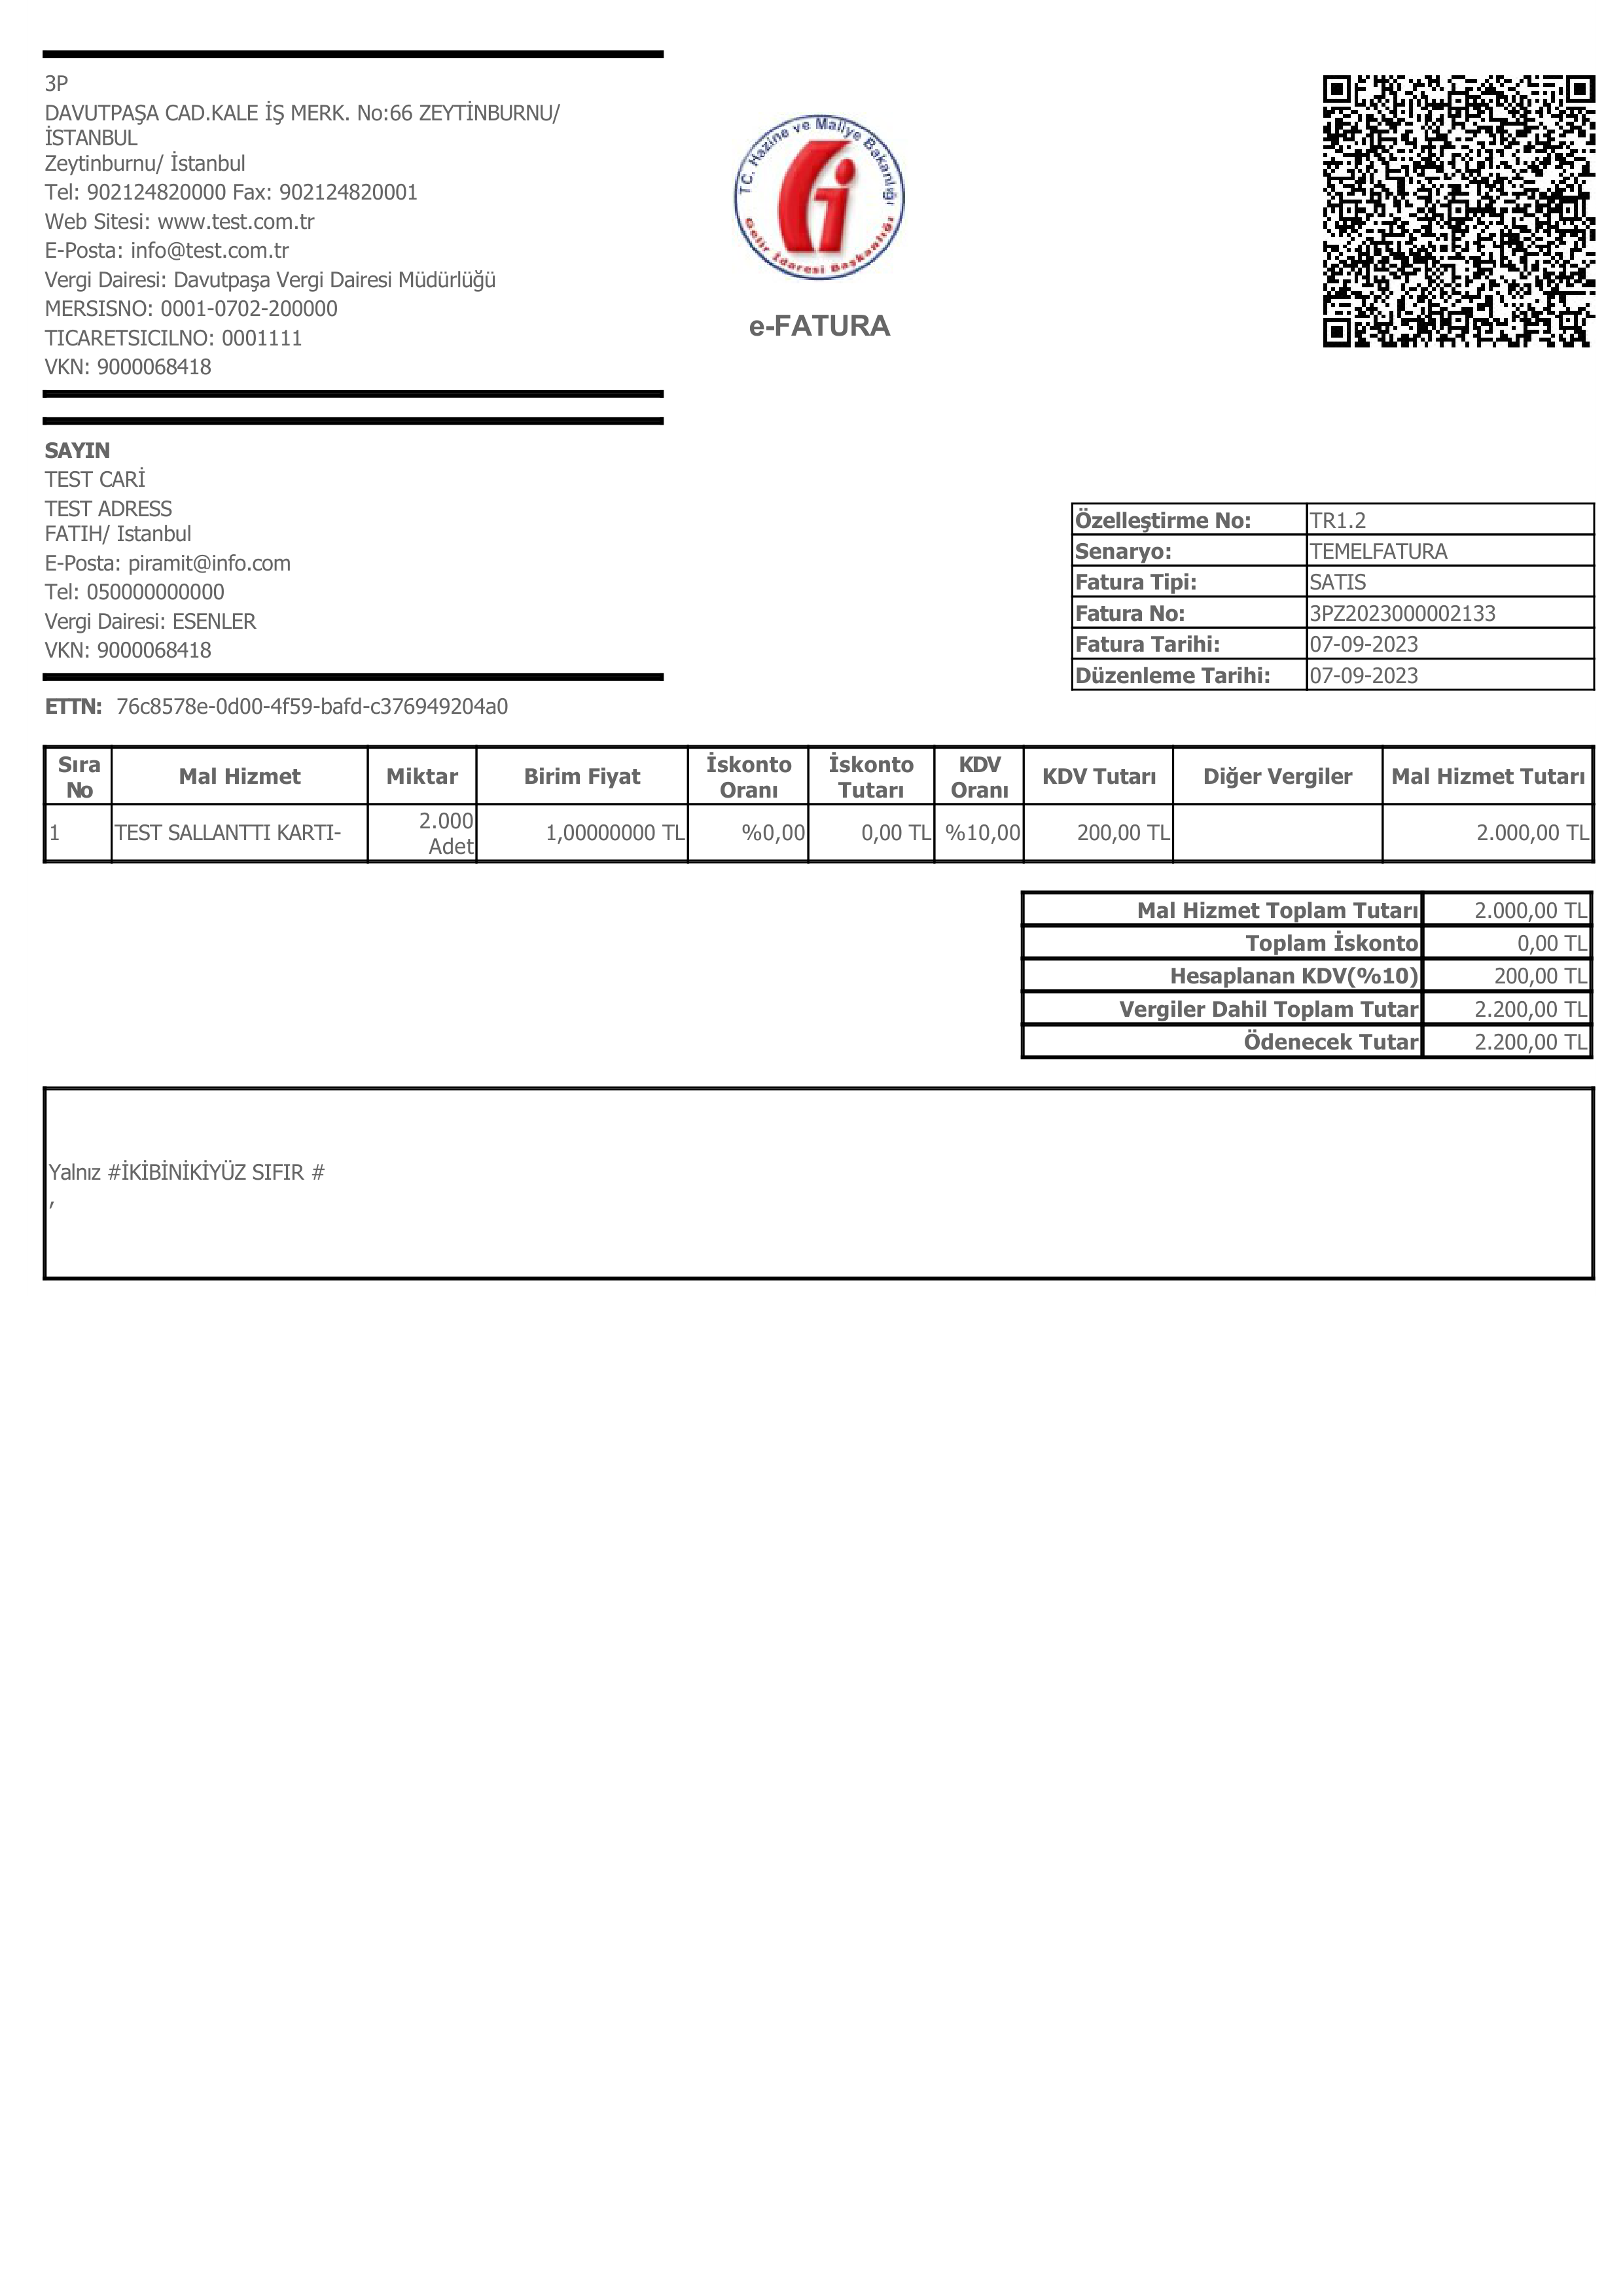 3P
DAVUTPAŞA CAD.KALE İŞ MERK. No:66 ZEYTİNBURNU/
İSTANBUL
Zeytinburnu/ İstanbul
Tel: 902124820000 Fax: 902124820001
Web Sitesi: www.test.com.tr
E-Posta: info@test.com.tr
Vergi Dairesi: Davutpaşa Vergi Dairesi Müdürlüğü
MERSISNO: 0001-0702-200000
TICARETSICILNO: 0001111
VKN: 9000068418
T.C. Hazine ve Maliye Bakanlığı
Gelir İdaresi Başkanlığı
e-FATURA
SAYIN
TEST CARİ
TEST ADRESS
FATIH/ Istanbul
E-Posta: piramit@info.com
Tel: 050000000000
Vergi Dairesi: ESENLER
VKN: 9000068418
Özelleştirme No: TR1.2
Senaryo: TEMELFATURA
Fatura Tipi: SATIS
Fatura No: 3PZ2023000002133
Fatura Tarihi: 07-09-2023
Düzenleme Tarihi: 07-09-2023
ETTN: 76c8578e-0d00-4f59-bafd-c376949204a0
Sıra No Mal Hizmet Miktar Birim Fiyat İskonto Oranı İskonto Tutarı KDV Oranı KDV Tutarı Diğer Vergiler Mal Hizmet Tutarı
1 TEST SALLANTTI KARTI- 2.000 Adet 1,00000000 TL %0,00 0,00 TL %10,00 200,00 TL 2.000,00 TL
Mal Hizmet Toplam Tutarı 2.000,00 TL
Toplam İskonto 0,00 TL
Hesaplanan KDV(%10) 200,00 TL
Vergiler Dahil Toplam Tutar 2.200,00 TL
Ödenecek Tutar 2.200,00 TL
Yalnız #İKİBİNİKİYÜZ SIFIR #
,